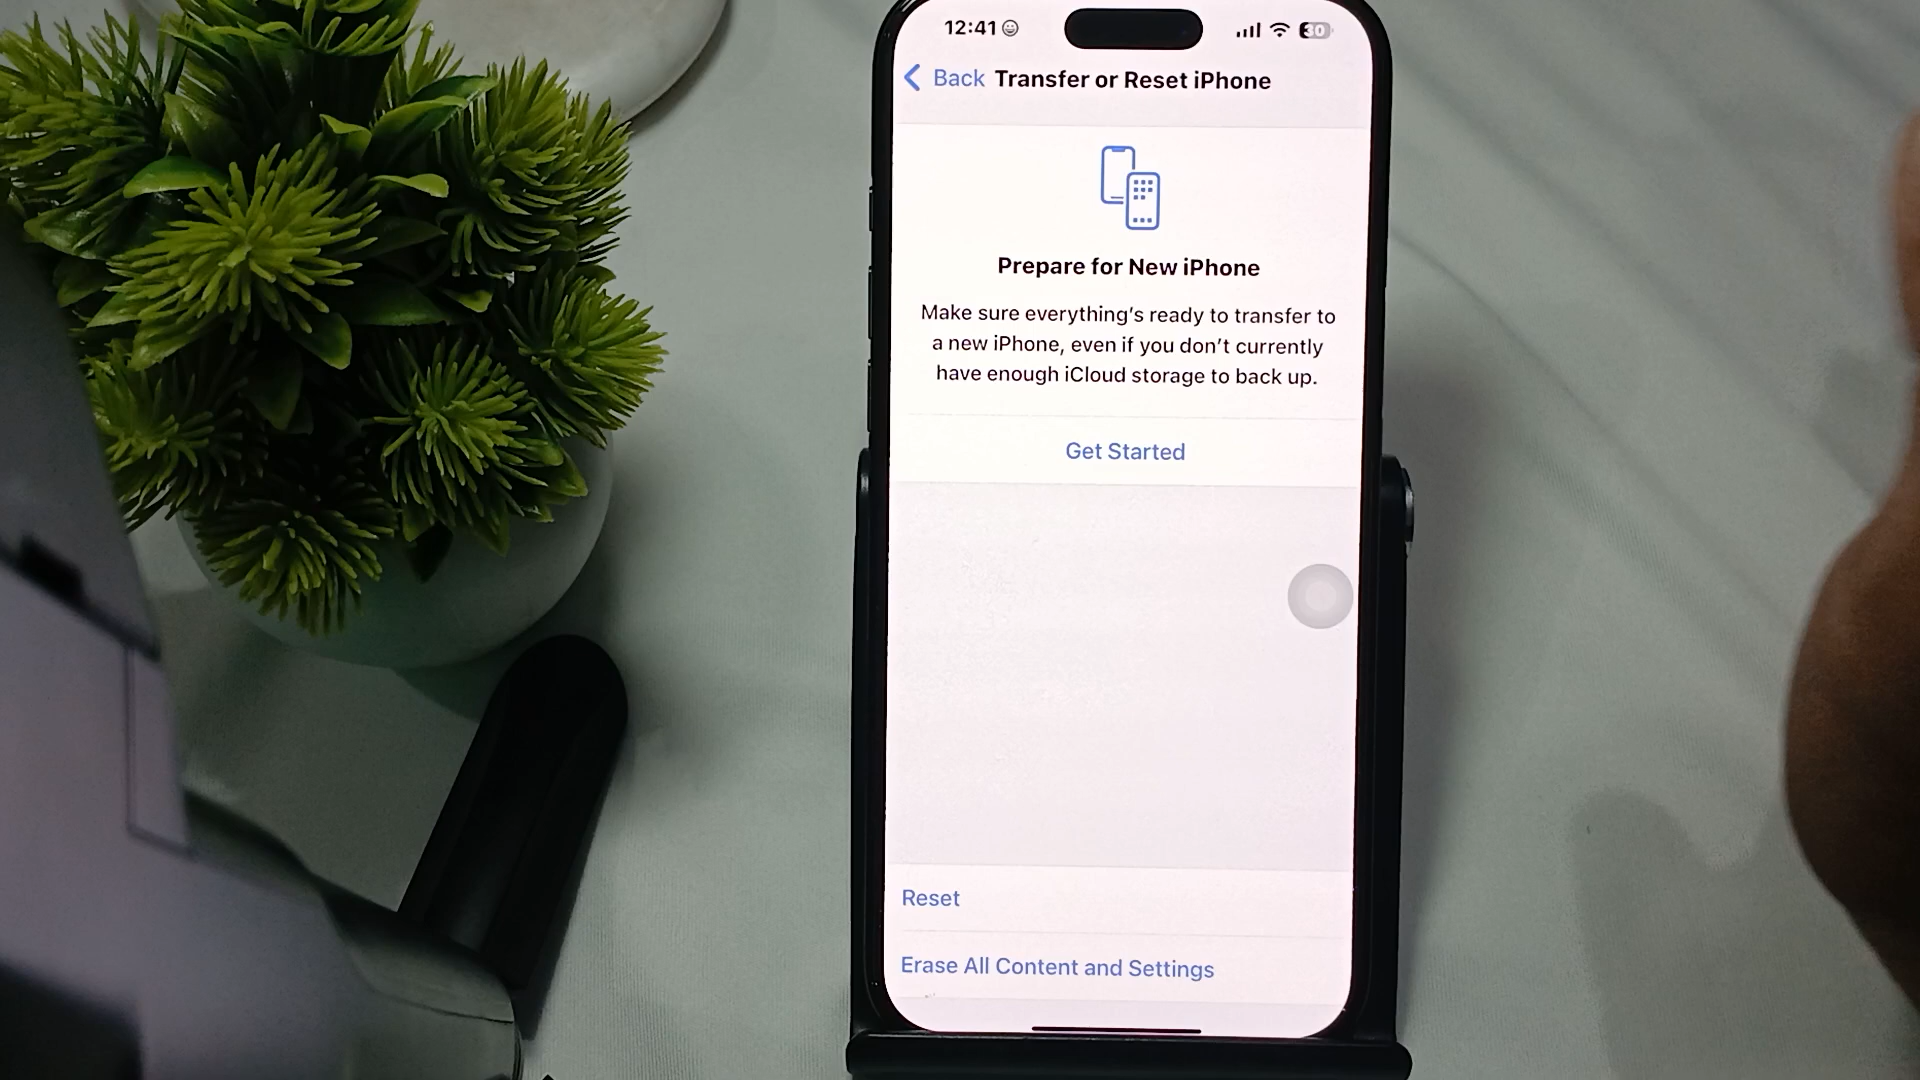 12:41
30
Back Transfer or Reset iPhone
Prepare for New iPhone
Make sure everything's ready to transfer to
a new iPhone, even if you don't currently
have enough iCloud storage to back up.
Get Started
Reset
Erase All Content and Settings